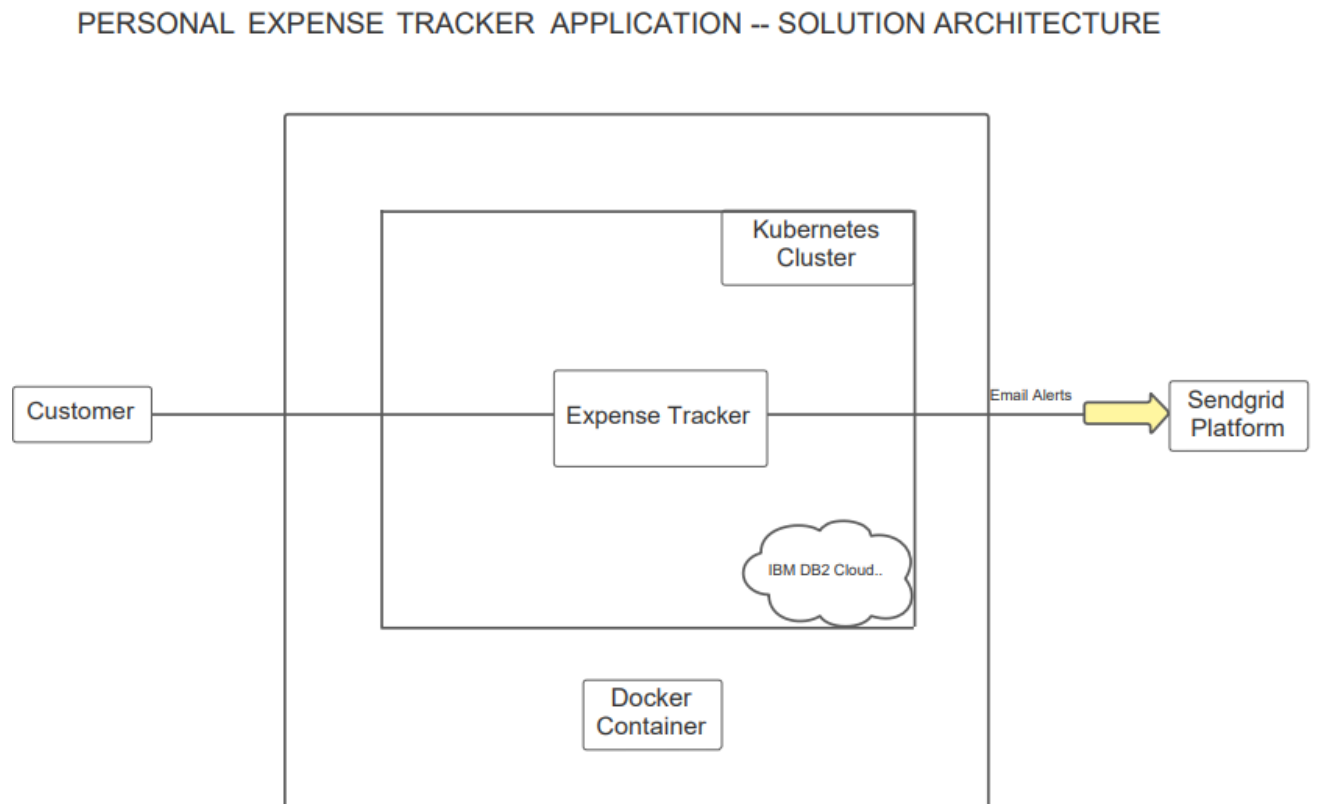 PERSONAL EXPENSE TRACKER APPLICATION -- SOLUTION ARCHITECTURE
Kubernetes
Cluster
Customer
Expense Tracker
Email Alerts
Sendgrid
Platform
IBM DB2 Cloud..
Docker
Container